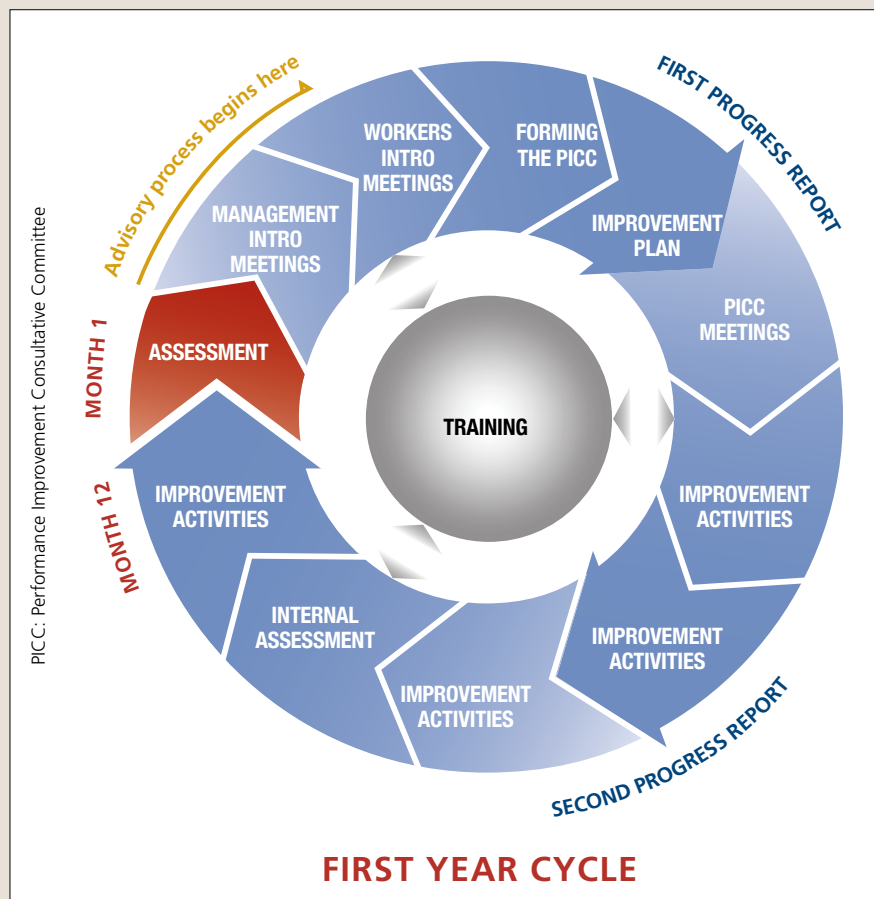 PICC: Performance Improvement Consultative Committee
Advisory process begins here
MONTH 1
ASSESSMENT
MANAGEMENT
INTRO
MEETINGS
WORKERS
INTRO
MEETINGS
FORMING
THE PICC
IMPROVEMENT
PLAN
FIRST PROGRESS REPORT
PICC
MEETINGS
IMPROVEMENT
ACTIVITIES
IMPROVEMENT
ACTIVITIES
SECOND PROGRESS REPORT
IMPROVEMENT
ACTIVITIES
INTERNAL
ASSESSMENT
IMPROVEMENT
ACTIVITIES
MONTH 12
TRAINING
FIRST YEAR CYCLE